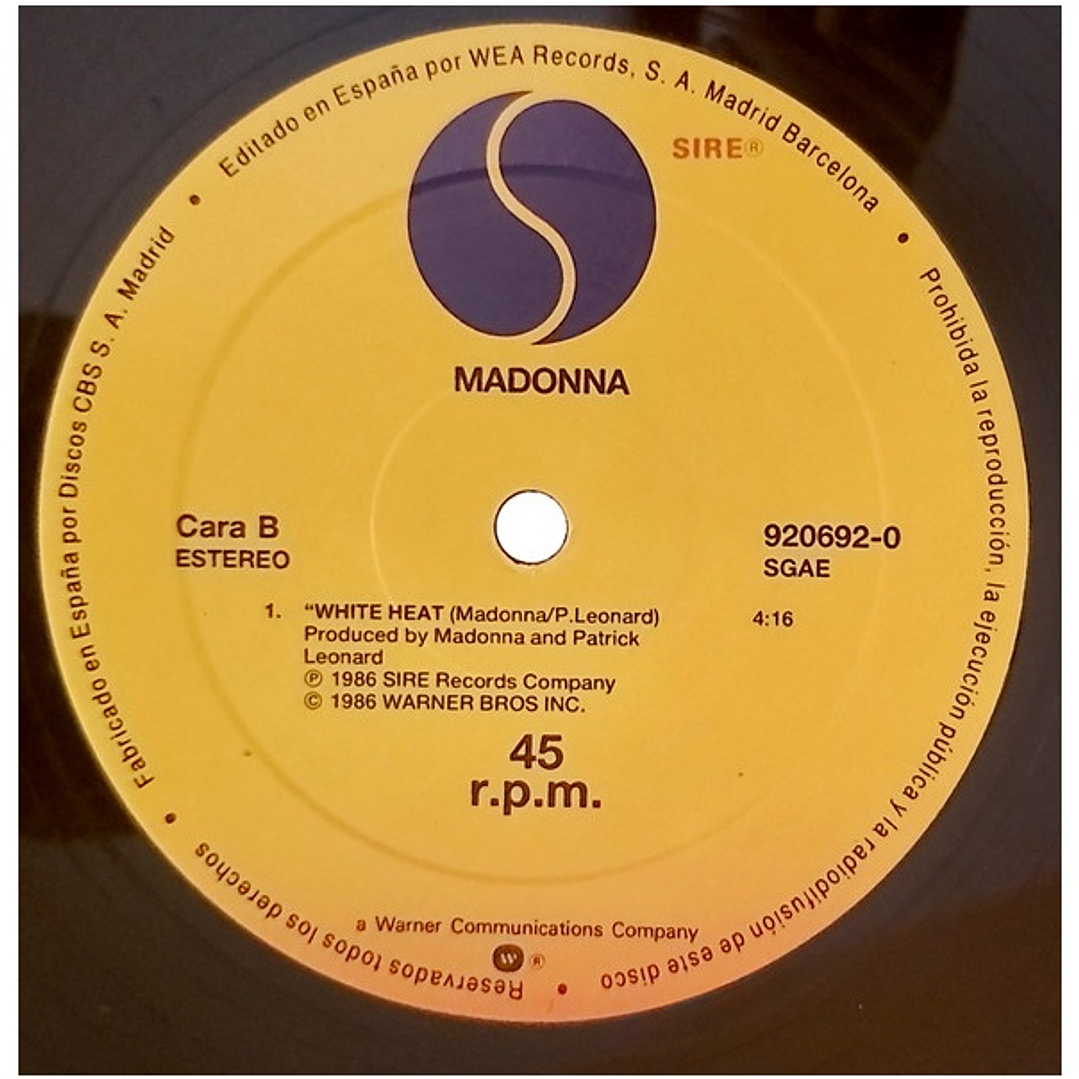 Editado en España por WEA Records, S. A. Madrid Barcelona
•
Prohibida la reproducción, la ejecución pública y la radiodifusión de este disco
•
Reservados todos los derechos
•
Fabricado en España por Discos CBS S. A. Madrid
•
SIRE®
MADONNA
Cara B
ESTEREO
920692-0
SGAE
1. “WHITE HEAT (Madonna/P.Leonard) 4:16
Produced by Madonna and Patrick
Leonard
℗ 1986 SIRE Records Company
© 1986 WARNER BROS INC.
45
r.p.m.
a Warner Communications Company
W ®